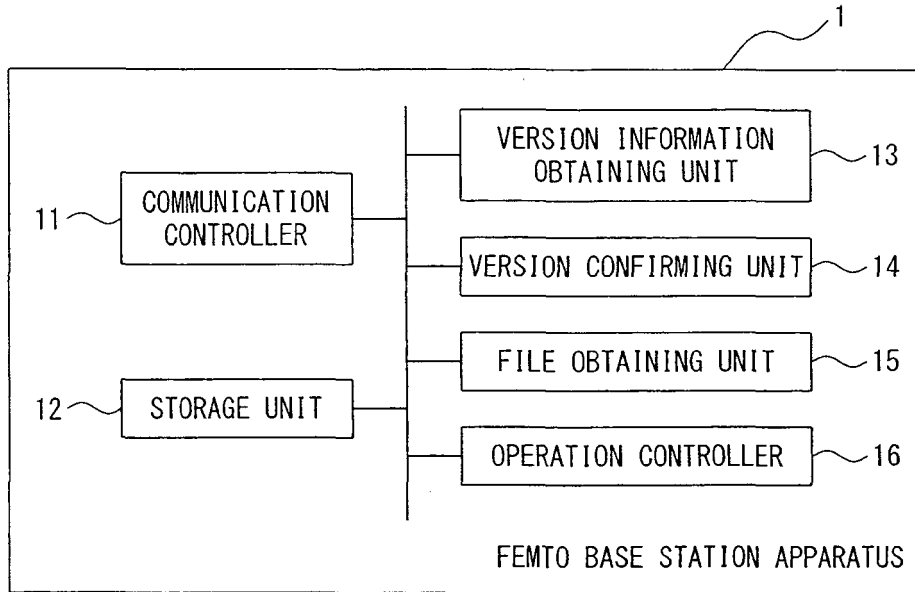 1
VERSION INFORMATION
OBTAINING UNIT
13
11
COMMUNICATION
CONTROLLER
VERSION CONFIRMING UNIT
14
FILE OBTAINING UNIT
15
12
STORAGE UNIT
OPERATION CONTROLLER
16
FEMTO BASE STATION APPARATUS